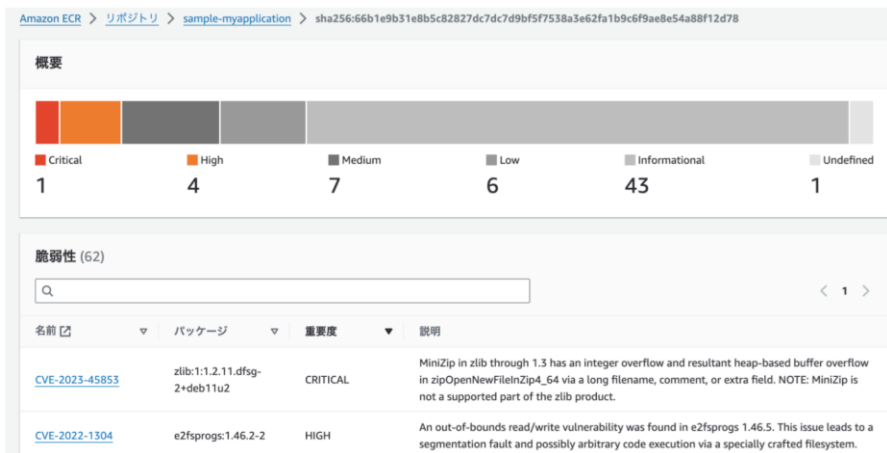 Amazon ECR > リポジトリ > sample-myapplication > sha256:66b1e9b31e8b5c82827dc7dc7d9bf5f7538a3e62fa1b9c6f9ae8e54a88f12d78
概要
Critical High Medium Low Informational Undefined
1 4 7 6 43 1
脆弱性 (62)
< 1 >
名前 パッケージ 重要度 説明
CVE-2023-45853 zlib:1:1.2.11.dfsg-2+deb11u2 CRITICAL MiniZip in zlib through 1.3 has an integer overflow and resultant heap-based buffer overflow
in zipOpenNewFileInZip4_64 via a long filename, comment, or extra field. NOTE: MiniZip is
not a supported part of the zlib product.
CVE-2022-1304 e2fsprogs:1.46.2-2 HIGH An out-of-bounds read/write vulnerability was found in e2fsprogs 1.46.5. This issue leads to a
segmentation fault and possibly arbitrary code execution via a specially crafted filesystem.